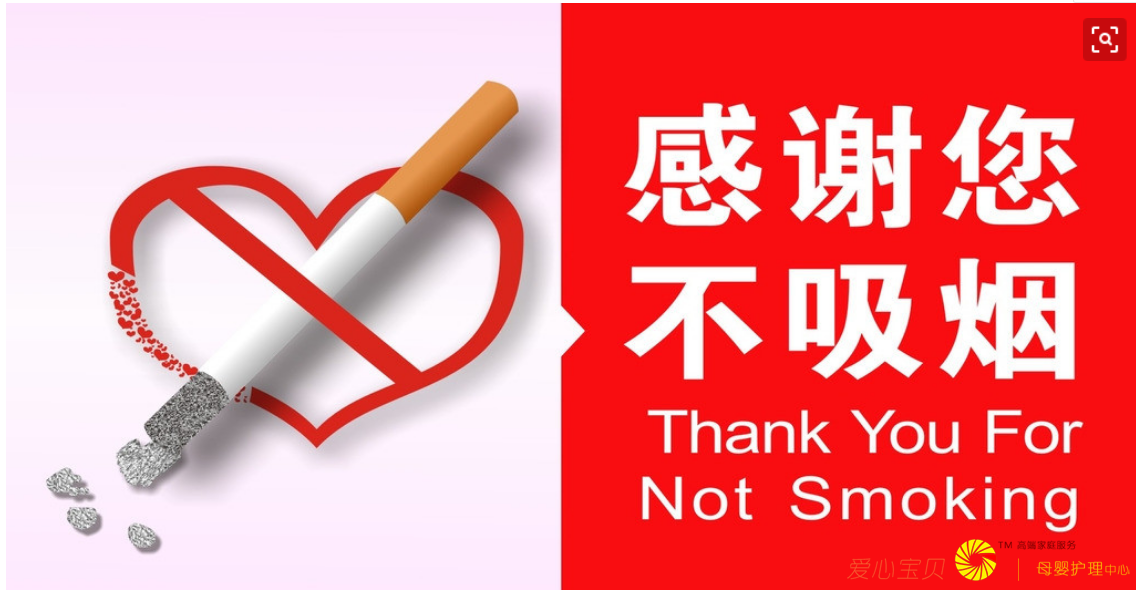 感谢您
不吸烟
Thank You For
Not Smoking
爱心宝贝
TM 高端家庭服务
母婴护理中心